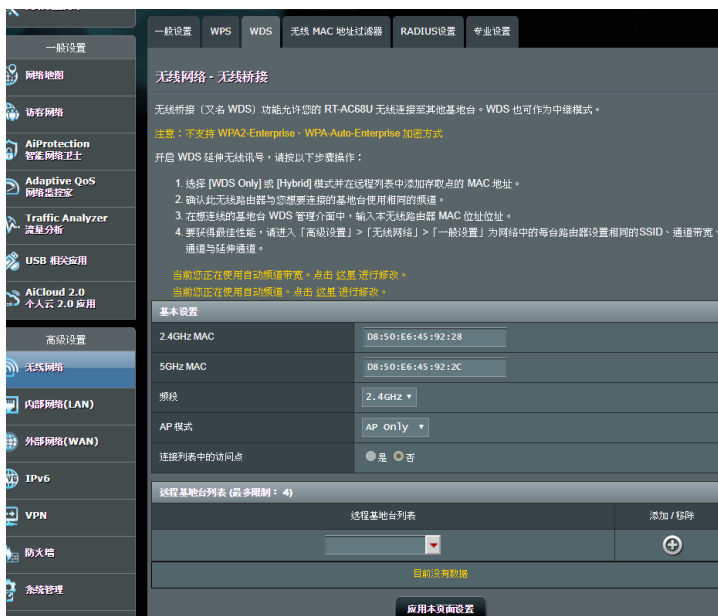 一般设置
WPS
WDS
无线 MAC 地址过滤器
RADIUS设置
专业设置
一般设置
网络地图
访客网络
AiProtection
智能网络卫士
Adaptive QoS
网络监控家
Traffic Analyzer
流量分析
USB 相关应用
AiCloud 2.0
个人云 2.0 应用
高级设置
无线网络
内部网络(LAN)
外部网络(WAN)
IPv6
VPN
防火墙
系统管理
无线网络 - 无线桥接
无线桥接（又名 WDS）功能允许您的 RT-AC68U 无线连接至其他基地台。WDS 也可作为中继模式。
注意：不支持 WPA2-Enterprise、WPA-Auto-Enterprise 加密方式
开启 WDS 延伸无线讯号，请按以下步骤操作：
1. 选择 [WDS Only] 或 [Hybrid] 模式并在远程列表中添加存取点的 MAC 地址。
2. 确认此无线路由器与您想要连接的基地台使用相同的频道。
3. 在想连线的基地台 WDS 管理介面中，输入本无线路由器 MAC 位址位址。
4. 要获得最佳性能，请进入「高级设置」>「无线网络」>「一般设置」为网络中的每台路由器设置相同的SSID、通道带宽、
通道与延伸通道。
当前您正在使用自动频道带宽。点击 这里 进行修改。
当前您正在使用自动频道。点击 这里 进行修改。
基本设置
2.4GHz MAC
D8:50:E6:45:92:28
5GHz MAC
D8:50:E6:45:92:2C
频段
2.4GHz
AP 模式
AP Only
连接列表中的访问点
是 否
远程基地台列表 (最多限制： 4)
远程基地台列表
添加 / 移除
目前没有数据
应用本页面设置